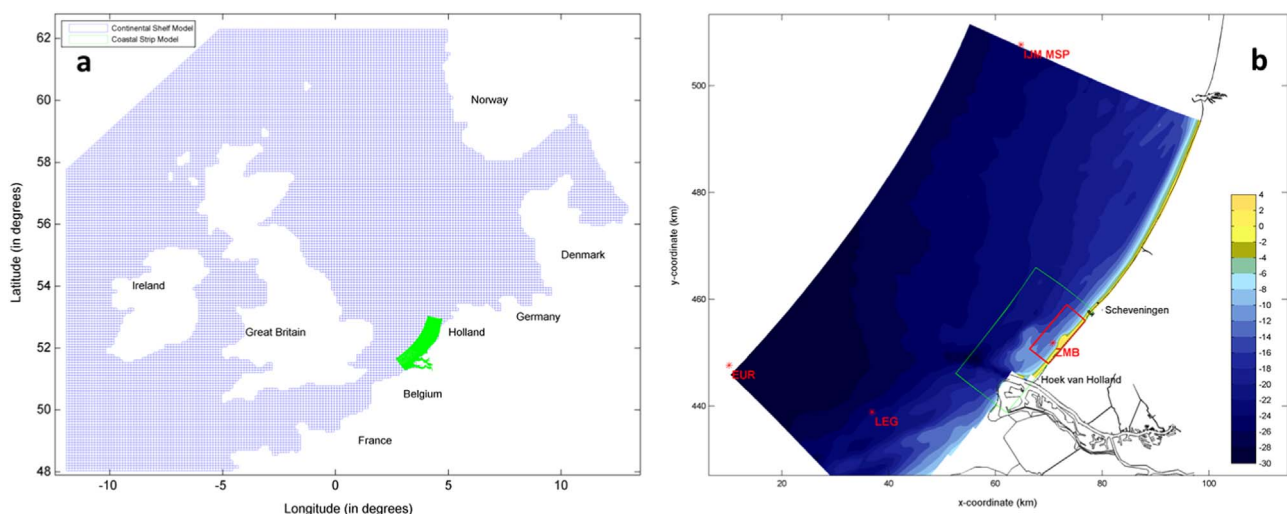 Continental Shelf Model
Coastal Strip Model
a
62
60
58
56
54
52
50
48
Latitude (in degrees)
Norway
Denmark
Ireland
Germany
Great Britain
Holland
Belgium
France
-10
-5
0
5
10
Longitude (in degrees)
b
IJM MSP
500
480
460
440
y-coordinate (km)
Scheveningen
ZMB
Hoek van Holland
EUR
LEG
4
2
0
-2
-4
-6
-8
-10
-12
-14
-16
-18
-20
-22
-24
-26
-28
-30
20
40
60
80
100
x-coordinate (km)